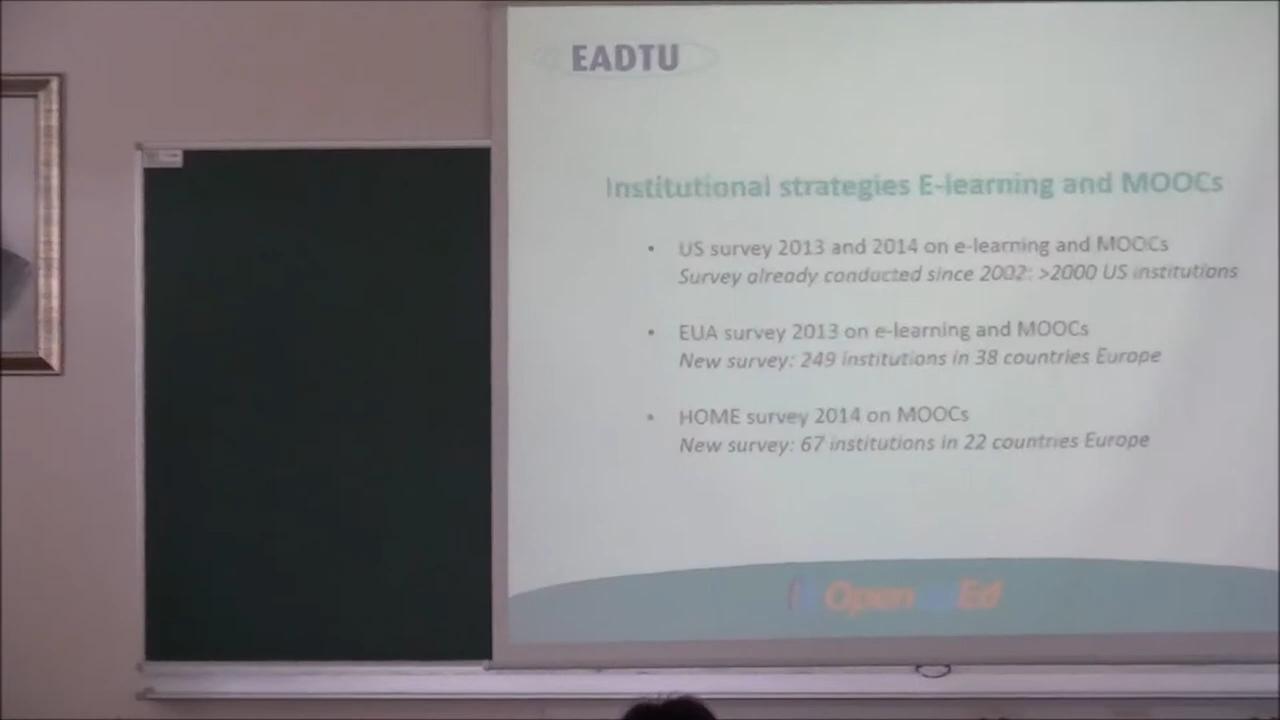 EADTU
Institutional strategies E-learning and MOOCs
• US survey 2013 and 2014 on e-learning and MOOCs
Survey already conducted since 2002: >2000 US institutions
• EUA survey 2013 on e-learning and MOOCs
New survey: 249 institutions in 38 countries Europe
• HOME survey 2014 on MOOCs
New survey: 67 institutions in 22 countries Europe
Open Ed